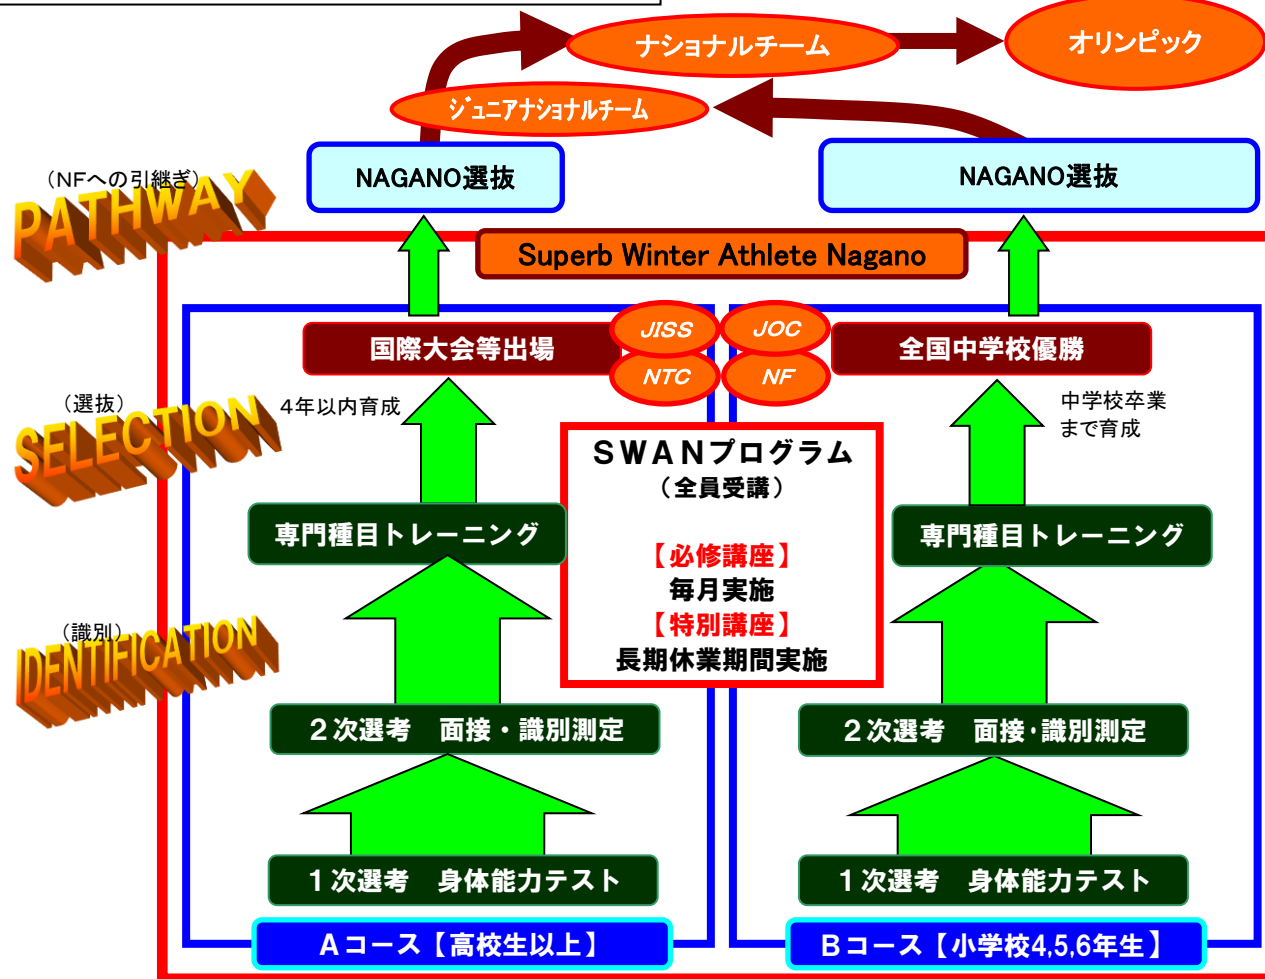 ナショナルチーム
オリンピック
ジュニアナショナルチーム
(NFへの引継ぎ)
PATHWAY
NAGANO選抜
NAGANO選抜
Superb Winter Athlete Nagano
JISS
JOC
国際大会等出場
全国中学校優勝
NTC
NF
(選抜)
SELECTION
4年以内育成
中学校卒業
まで育成
SWANプログラム
(全員受講)
【必修講座】
毎月実施
【特別講座】
長期休業期間実施
専門種目トレーニング
専門種目トレーニング
(識別)
IDENTIFICATION
2次選考 面接・識別測定
2次選考 面接・識別測定
1次選考 身体能力テスト
1次選考 身体能力テスト
Aコース【高校生以上】
Bコース【小学校4,5,6年生】